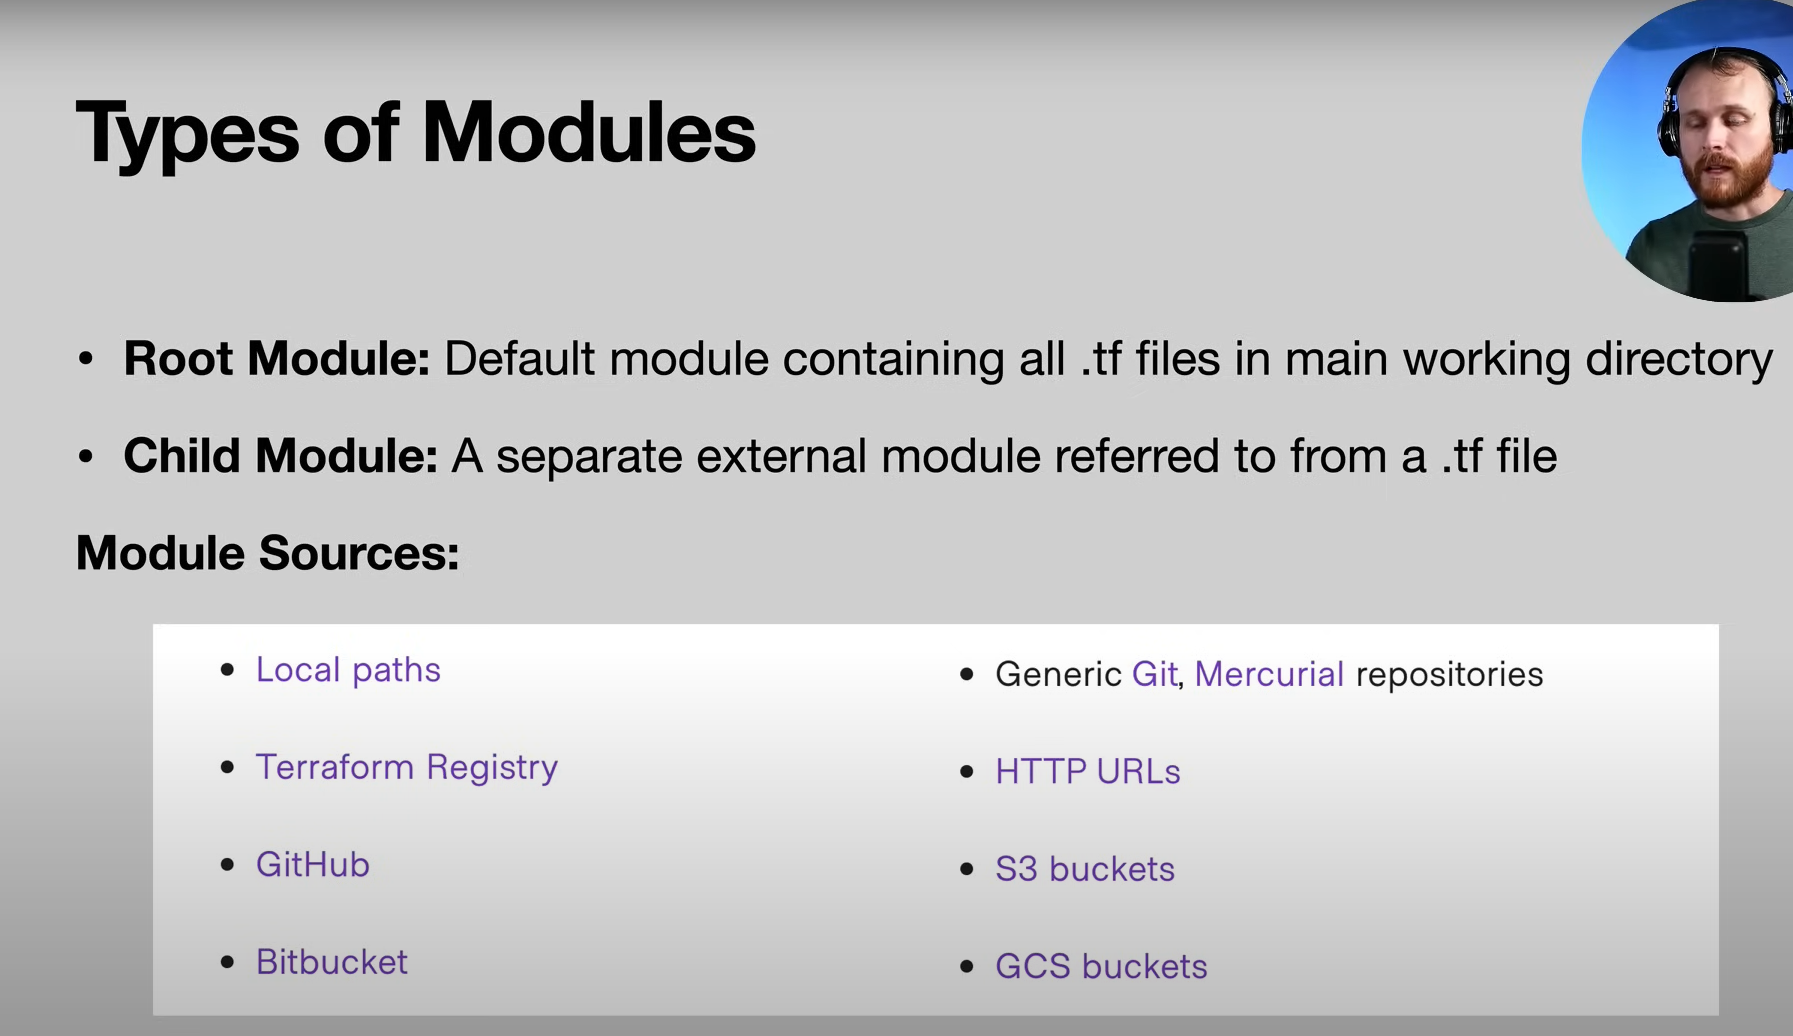 Types of Modules
• Root Module: Default module containing all .tf files in main working directory
• Child Module: A separate external module referred to from a .tf file
Module Sources:
• Local paths
• Terraform Registry
• GitHub
• Bitbucket
• Generic Git, Mercurial repositories
• HTTP URLs
• S3 buckets
• GCS buckets